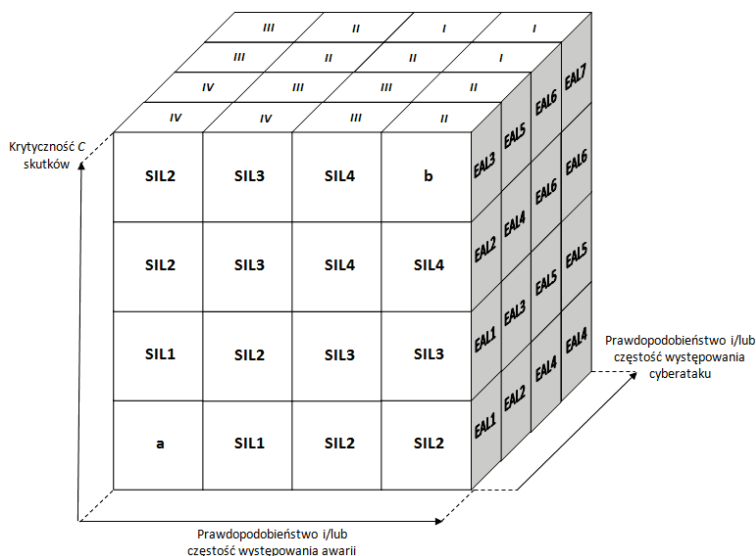 III II I I
III II II I
IV III III II
IV IV III II
Krytyczność C
skutków
SIL2 SIL3 SIL4 b
SIL2 SIL3 SIL4 SIL4
SIL1 SIL2 SIL3 SIL3
a SIL1 SIL2 SIL2
EAL3 EAL5 EAL6 EAL7
EAL2 EAL4 EAL6 EAL6
EAL1 EAL3 EAL5 EAL5
EAL1 EAL2 EAL4 EAL4
Prawdopodobieństwo i/lub
częstość występowania
cyberataku
Prawdopodobieństwo i/lub
częstość występowania awarii